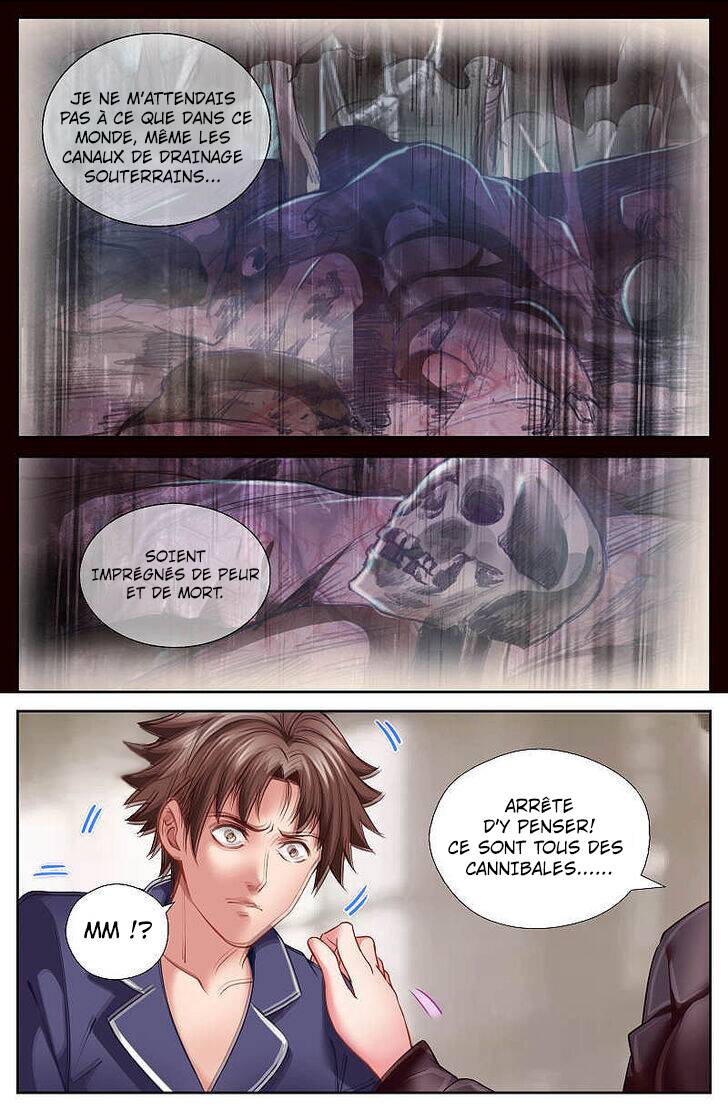 JE NE M'ATTENDAIS
PAS À CE QUE DANS CE
MONDE, MÊME LES
CANAUX DE DRAINAGE
SOUTERRAINS...
SOIENT
IMPRÉGNÉS DE PEUR
ET DE MORT.
ARRÊTE
D'Y PENSER!
CE SONT TOUS DES
CANNIBALES......
MM !?